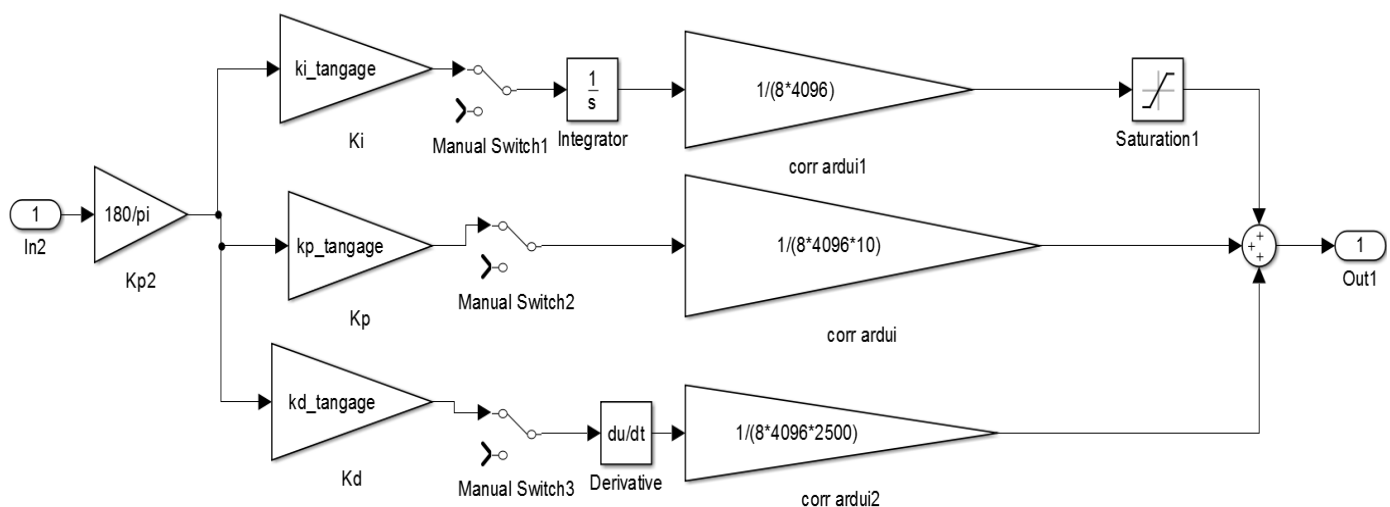 ki_tangage
Ki
Manual Switch1
1
s
Integrator
1/(8*4096)
corr ardui1
Saturation1
1
In2
180/pi
Kp2
kp_tangage
Kp
Manual Switch2
1/(8*4096*10)
corr ardui
+
+
+
1
Out1
kd_tangage
Kd
Manual Switch3
du/dt
Derivative
1/(8*4096*2500)
corr ardui2